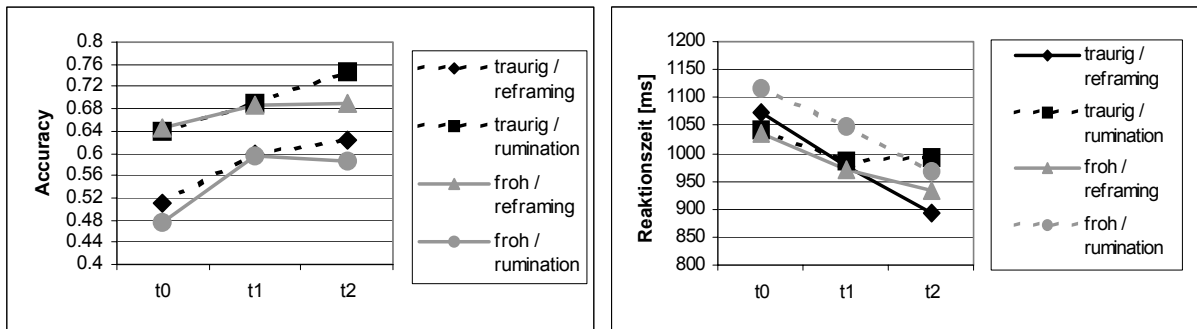 0.8
0.76
0.72
0.68
0.64
0.6
0.56
0.52
0.48
0.44
0.4
Accuracy
t0 t1 t2
traurig /
reframing
traurig /
rumination
froh /
reframing
froh /
rumination
1200
1150
1100
1050
1000
950
900
850
800
Reaktionszeit [ms]
t0 t1 t2
traurig /
reframing
traurig /
rumination
froh /
reframing
froh /
rumination